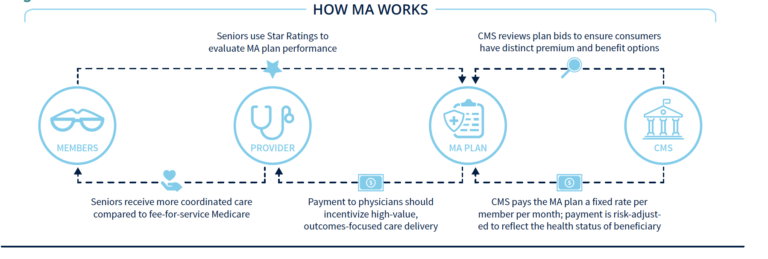 HOW MA WORKS
Seniors use Star Ratings to
evaluate MA plan performance
CMS reviews plan bids to ensure consumers
have distinct premium and benefit options
MEMBERS
PROVIDER
MA PLAN
CMS
Seniors receive more coordinated care
compared to fee-for-service Medicare
Payment to physicians should
incentivize high-value,
outcomes-focused care delivery
CMS pays the MA plan a fixed rate per
member per month; payment is risk-adjust-
ed to reflect the health status of beneficiary